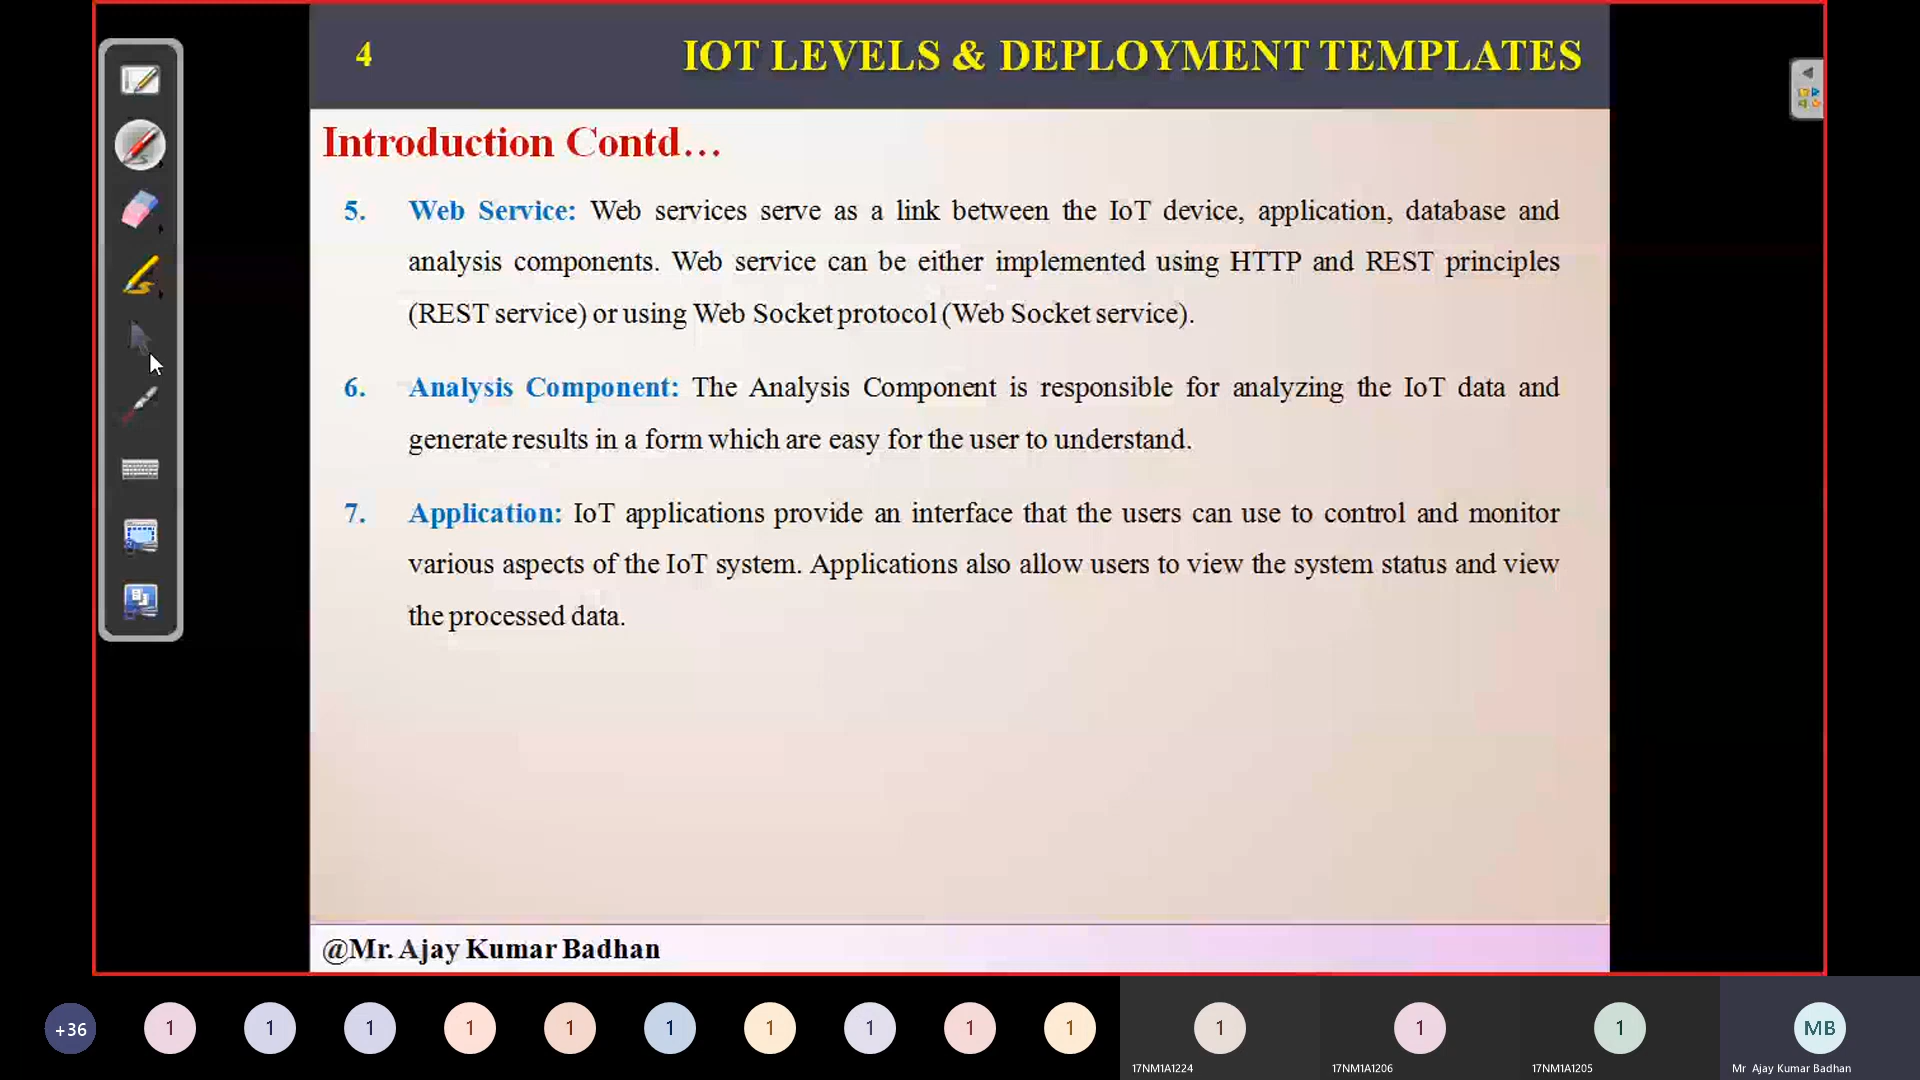 4
IOT LEVELS & DEPLOYMENT TEMPLATES
Introduction Contd…
5. Web Service: Web services serve as a link between the IoT device, application, database and
analysis components. Web service can be either implemented using HTTP and REST principles
(REST service) or using Web Socket protocol (Web Socket service).
6. Analysis Component: The Analysis Component is responsible for analyzing the IoT data and
generate results in a form which are easy for the user to understand.
7. Application: IoT applications provide an interface that the users can use to control and monitor
various aspects of the IoT system. Applications also allow users to view the system status and view
the processed data.
@Mr. Ajay Kumar Badhan
+36 1 1 1 1 1 1 1 1 1 1 1 1 1 MB
17NM1A1224 17NM1A1206 17NM1A1205 Mr Ajay Kumar Badhan